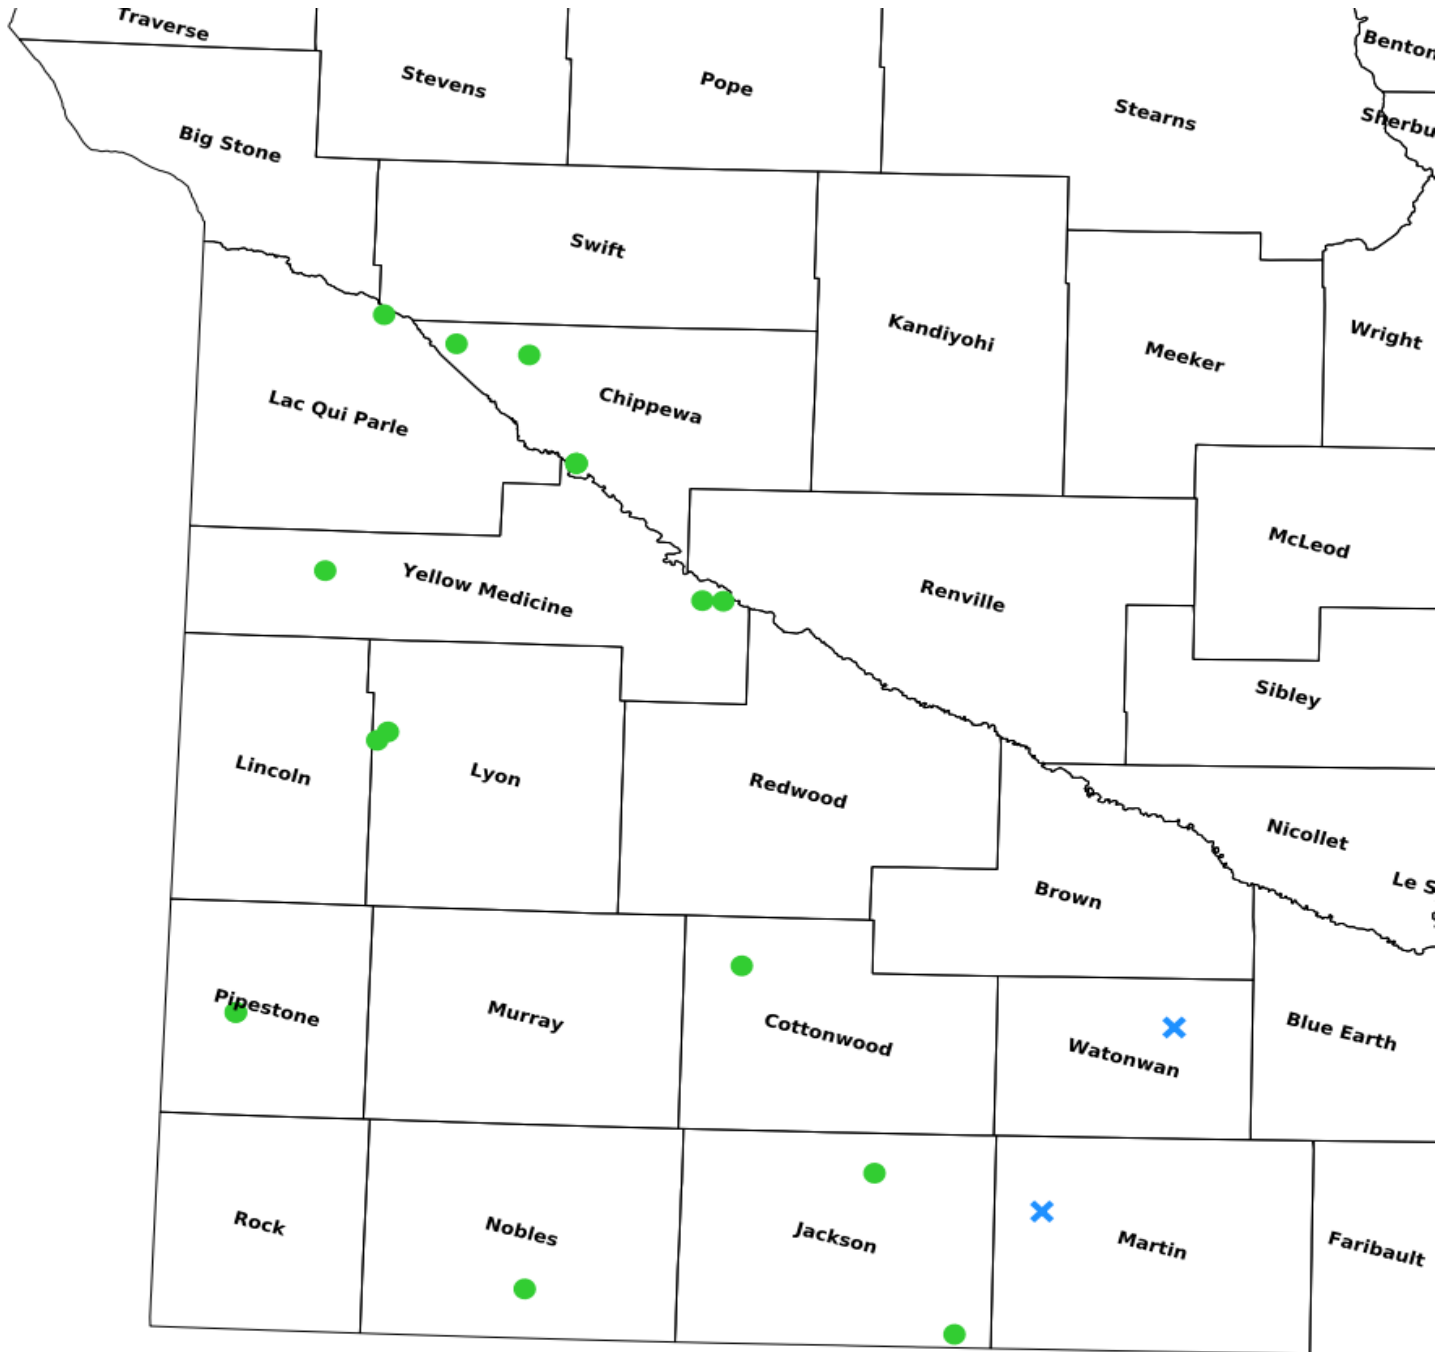 Traverse
Benton
Stevens
Pope
Stearns
Sherbu
Big Stone
Swift
Kandiyohi
Wright
Meeker
Lac Qui Parle
Chippewa
McLeod
Yellow Medicine
Renville
Sibley
Lincoln
Lyon
Redwood
Nicollet
Le S
Brown
Pipestone
Murray
Cottonwood
Watonwan
Blue Earth
Rock
Nobles
Jackson
Martin
Faribault